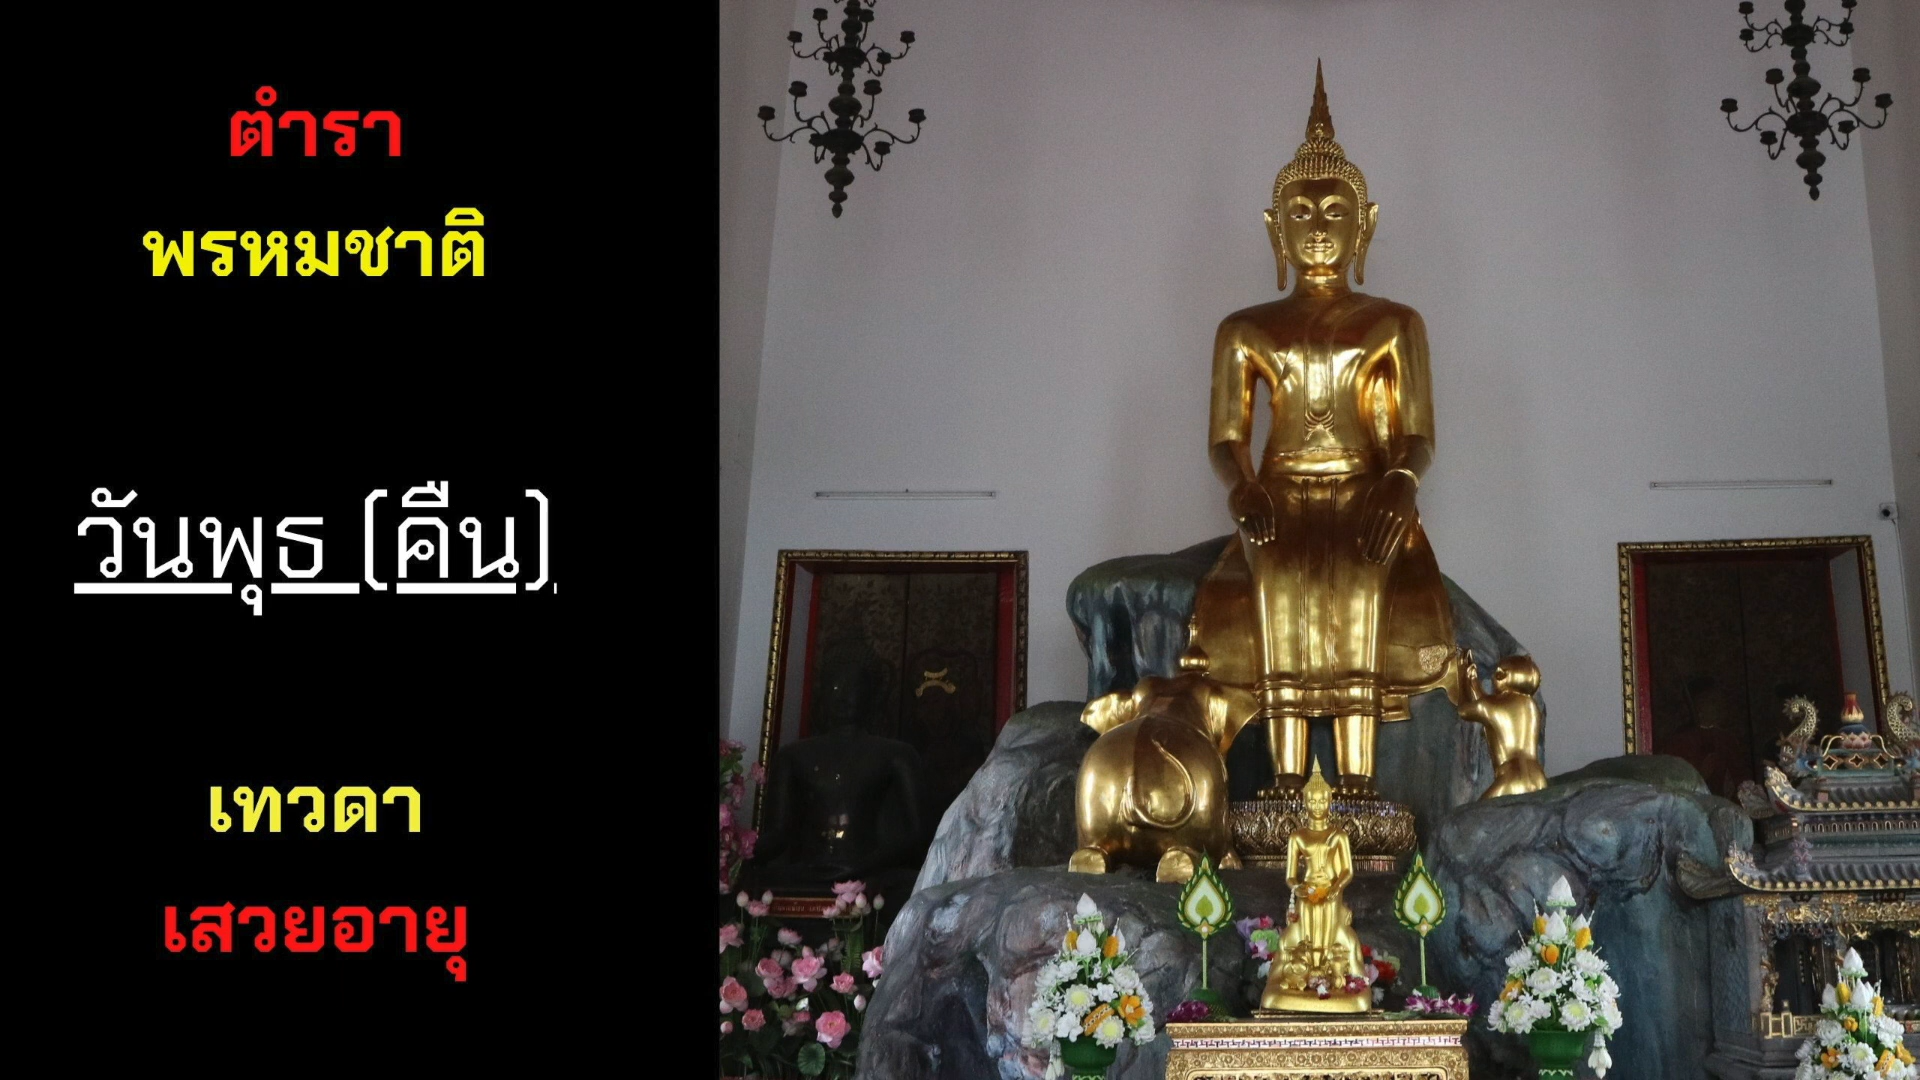 ตำรา
พรหมชาติ
วันพุธ (คืน)
เทวดา
เสวยอายุ